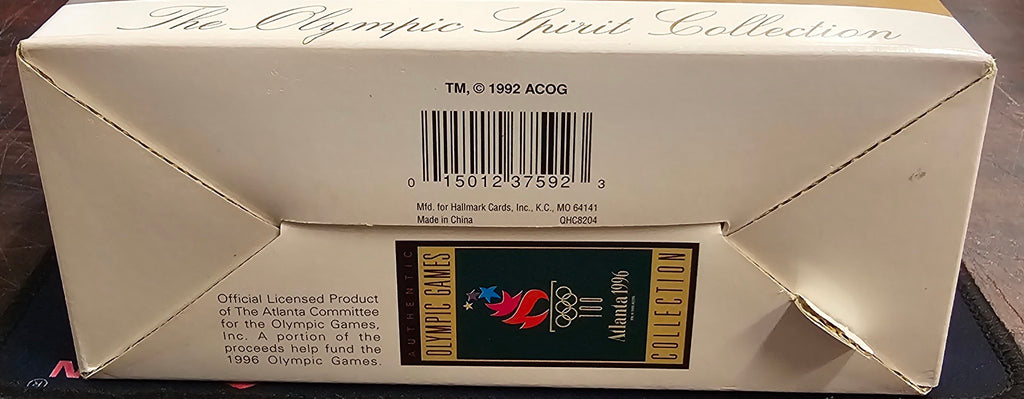 The Olympic Spirit Collection
TM, © 1992 ACOG
0 15012 37592 3
Mfd. for Hallmark Cards, Inc., K.C., MO 64141
Made in China QHC8204
Official Licensed Product
of The Atlanta Committee
for the Olympic Games,
Inc. A portion of the
proceeds help fund the
1996 Olympic Games.
AUTHENTIC
OLYMPIC GAMES
100
Atlanta 1996
COLLECTION
N
®